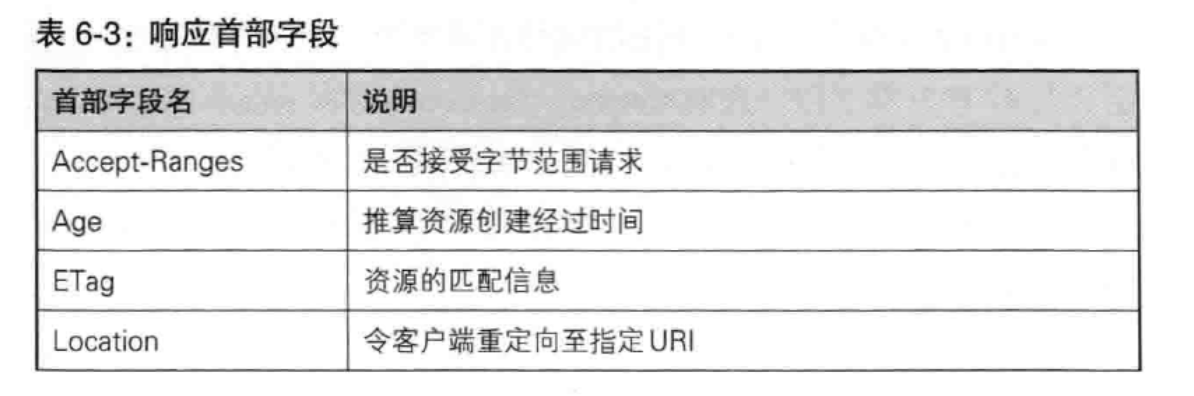 表 6-3：响应首部字段
首部字段名 说明
Accept-Ranges 是否接受字节范围请求
Age 推算资源创建经过时间
ETag 资源的匹配信息
Location 令客户端重定向至指定URI